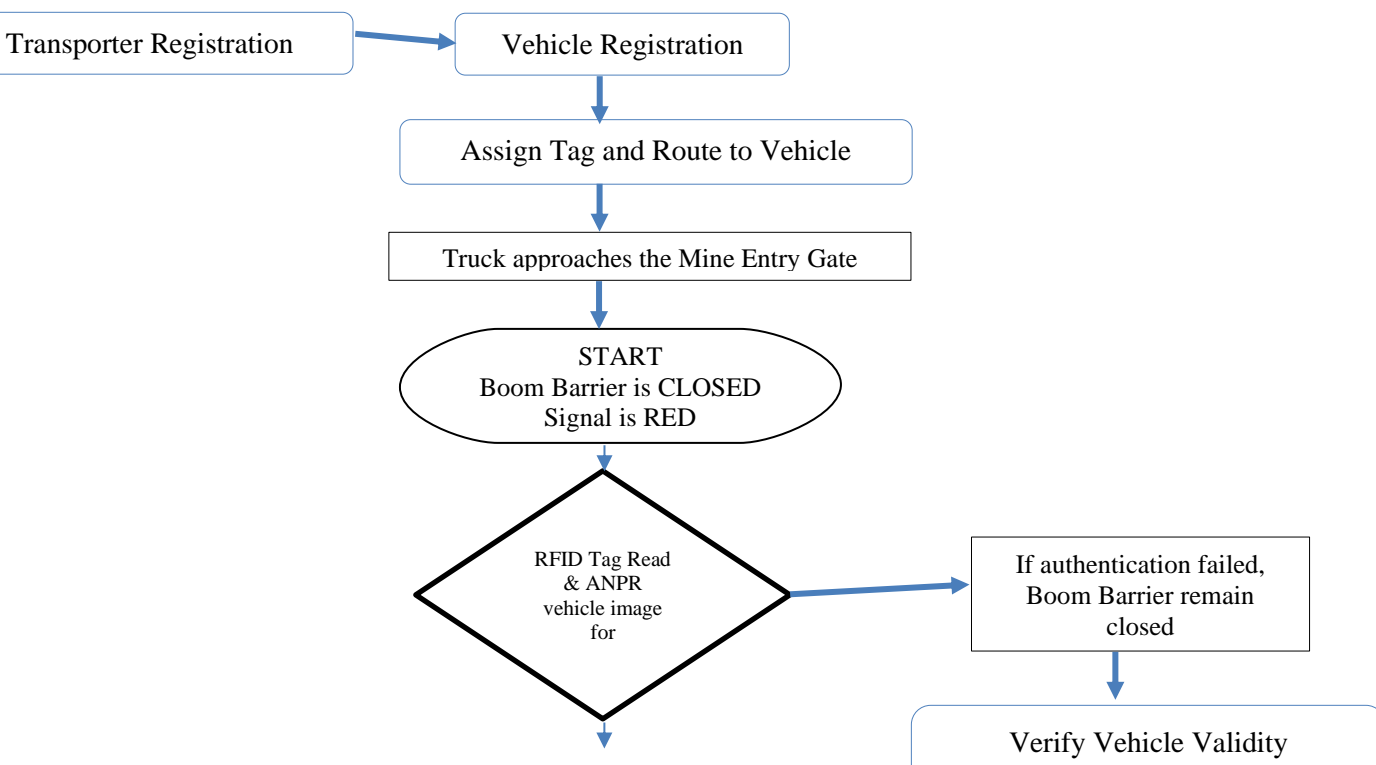 Transporter Registration
Vehicle Registration
Assign Tag and Route to Vehicle
Truck approaches the Mine Entry Gate
START
Boom Barrier is CLOSED
Signal is RED
RFID Tag Read
& ANPR
vehicle image
for
If authentication failed,
Boom Barrier remain
closed
Verify Vehicle Validity